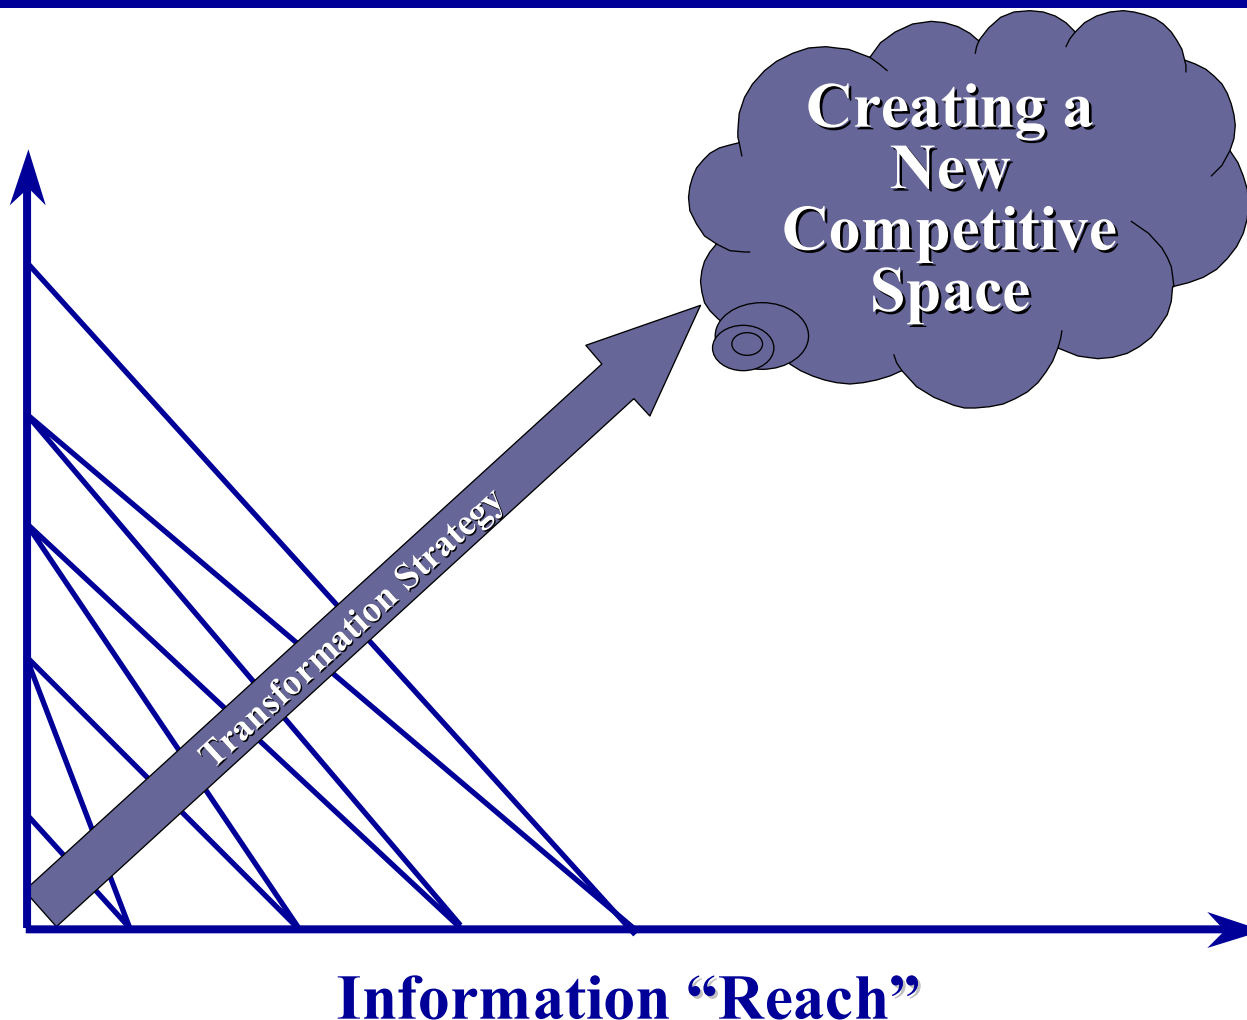 Creating a
New
Competitive
Space
Transformation Strategy
Information “Reach”